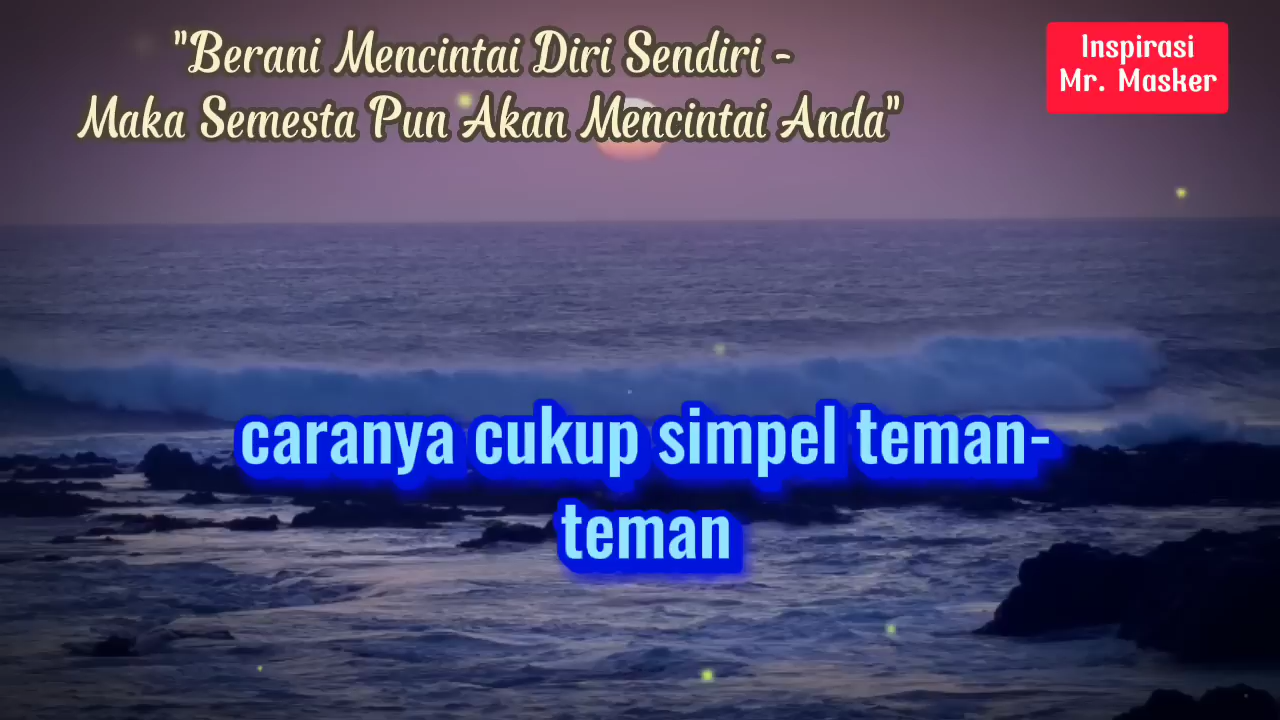 "Berani Mencintai Diri Sendiri -
Maka Semesta Pun Akan Mencintai Anda"
Inspirasi
Mr. Masker
caranya cukup simpel teman-
teman